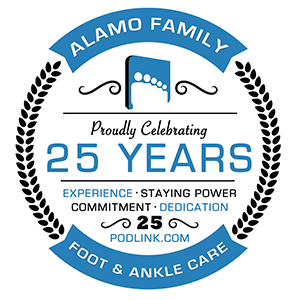 ALAMO FAMILY
Proudly Celebrating
25 YEARS
EXPERIENCE · STAYING POWER
COMMITMENT · DEDICATION
25
PODLINK.COM
FOOT & ANKLE CARE